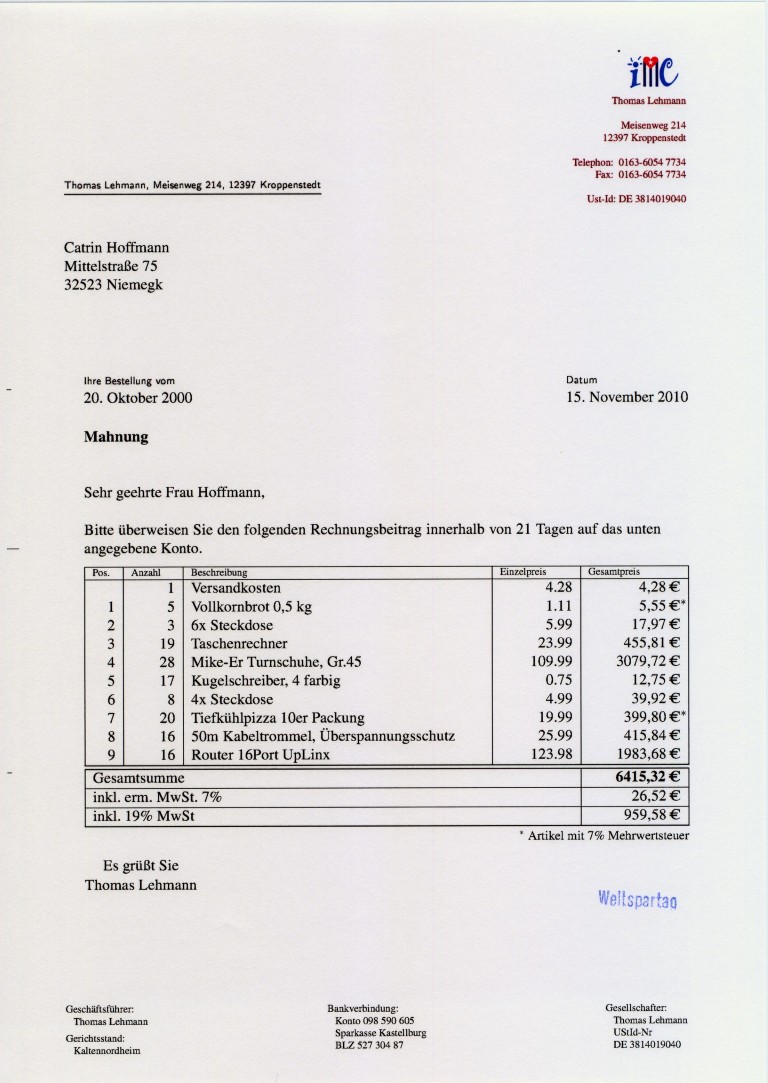 iMC
Thomas Lehmann
Meisenweg 214
12397 Kroppenstedt
Telephon: 0163-6054 7734
Fax: 0163-6054 7734
Ust-Id: DE 3814019040
Thomas Lehmann, Meisenweg 214, 12397 Kroppenstedt
Catrin Hoffmann
Mittelstraße 75
32523 Niemegk
Ihre Bestellung vom Datum
20. Oktober 2000 15. November 2010
Mahnung
Sehr geehrte Frau Hoffmann,
Bitte überweisen Sie den folgenden Rechnungsbeitrag innerhalb von 21 Tagen auf das unten
angegebene Konto.
Pos. Anzahl Beschreibung Einzelpreis Gesamtpreis
1 Versandkosten 4.28 4,28 €
1 5 Vollkornbrot 0,5 kg 1.11 5,55 €*
2 3 6x Steckdose 5.99 17,97 €
3 19 Taschenrechner 23.99 455,81 €
4 28 Mike-Er Turnschuhe, Gr.45 109.99 3079,72 €
5 17 Kugelschreiber, 4 farbig 0.75 12,75 €
6 8 4x Steckdose 4.99 39,92 €
7 20 Tiefkühlpizza 10er Packung 19.99 399,80 €*
8 16 50m Kabeltrommel, Überspannungsschutz 25.99 415,84 €
9 16 Router 16Port UpLinx 123.98 1983,68 €
Gesamtsumme 6415,32 €
inkl. erm. MwSt. 7% 26,52 €
inkl. 19% MwSt 959,58 €
* Artikel mit 7% Mehrwertsteuer
Es grüßt Sie
Thomas Lehmann
Weltspartag
Geschäftsführer:
Thomas Lehmann
Gerichtsstand:
Kaltennordheim
Bankverbindung:
Konto 098 590 605
Sparkasse Kastellburg
BLZ 527 304 87
Gesellschafter:
Thomas Lehmann
UStId-Nr
DE 3814019040